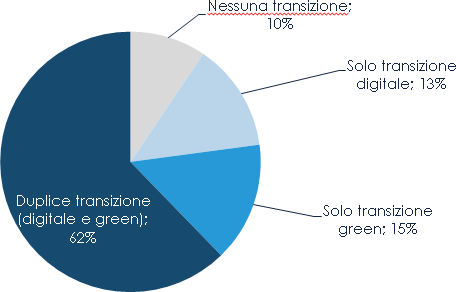 Nessuna transizione;
10%
Solo transizione
digitale; 13%
Duplice transizione
(digitale e green);
62%
Solo transizione
green; 15%